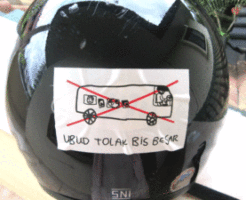 UBUD TOLAK BIS BESAR
SNI